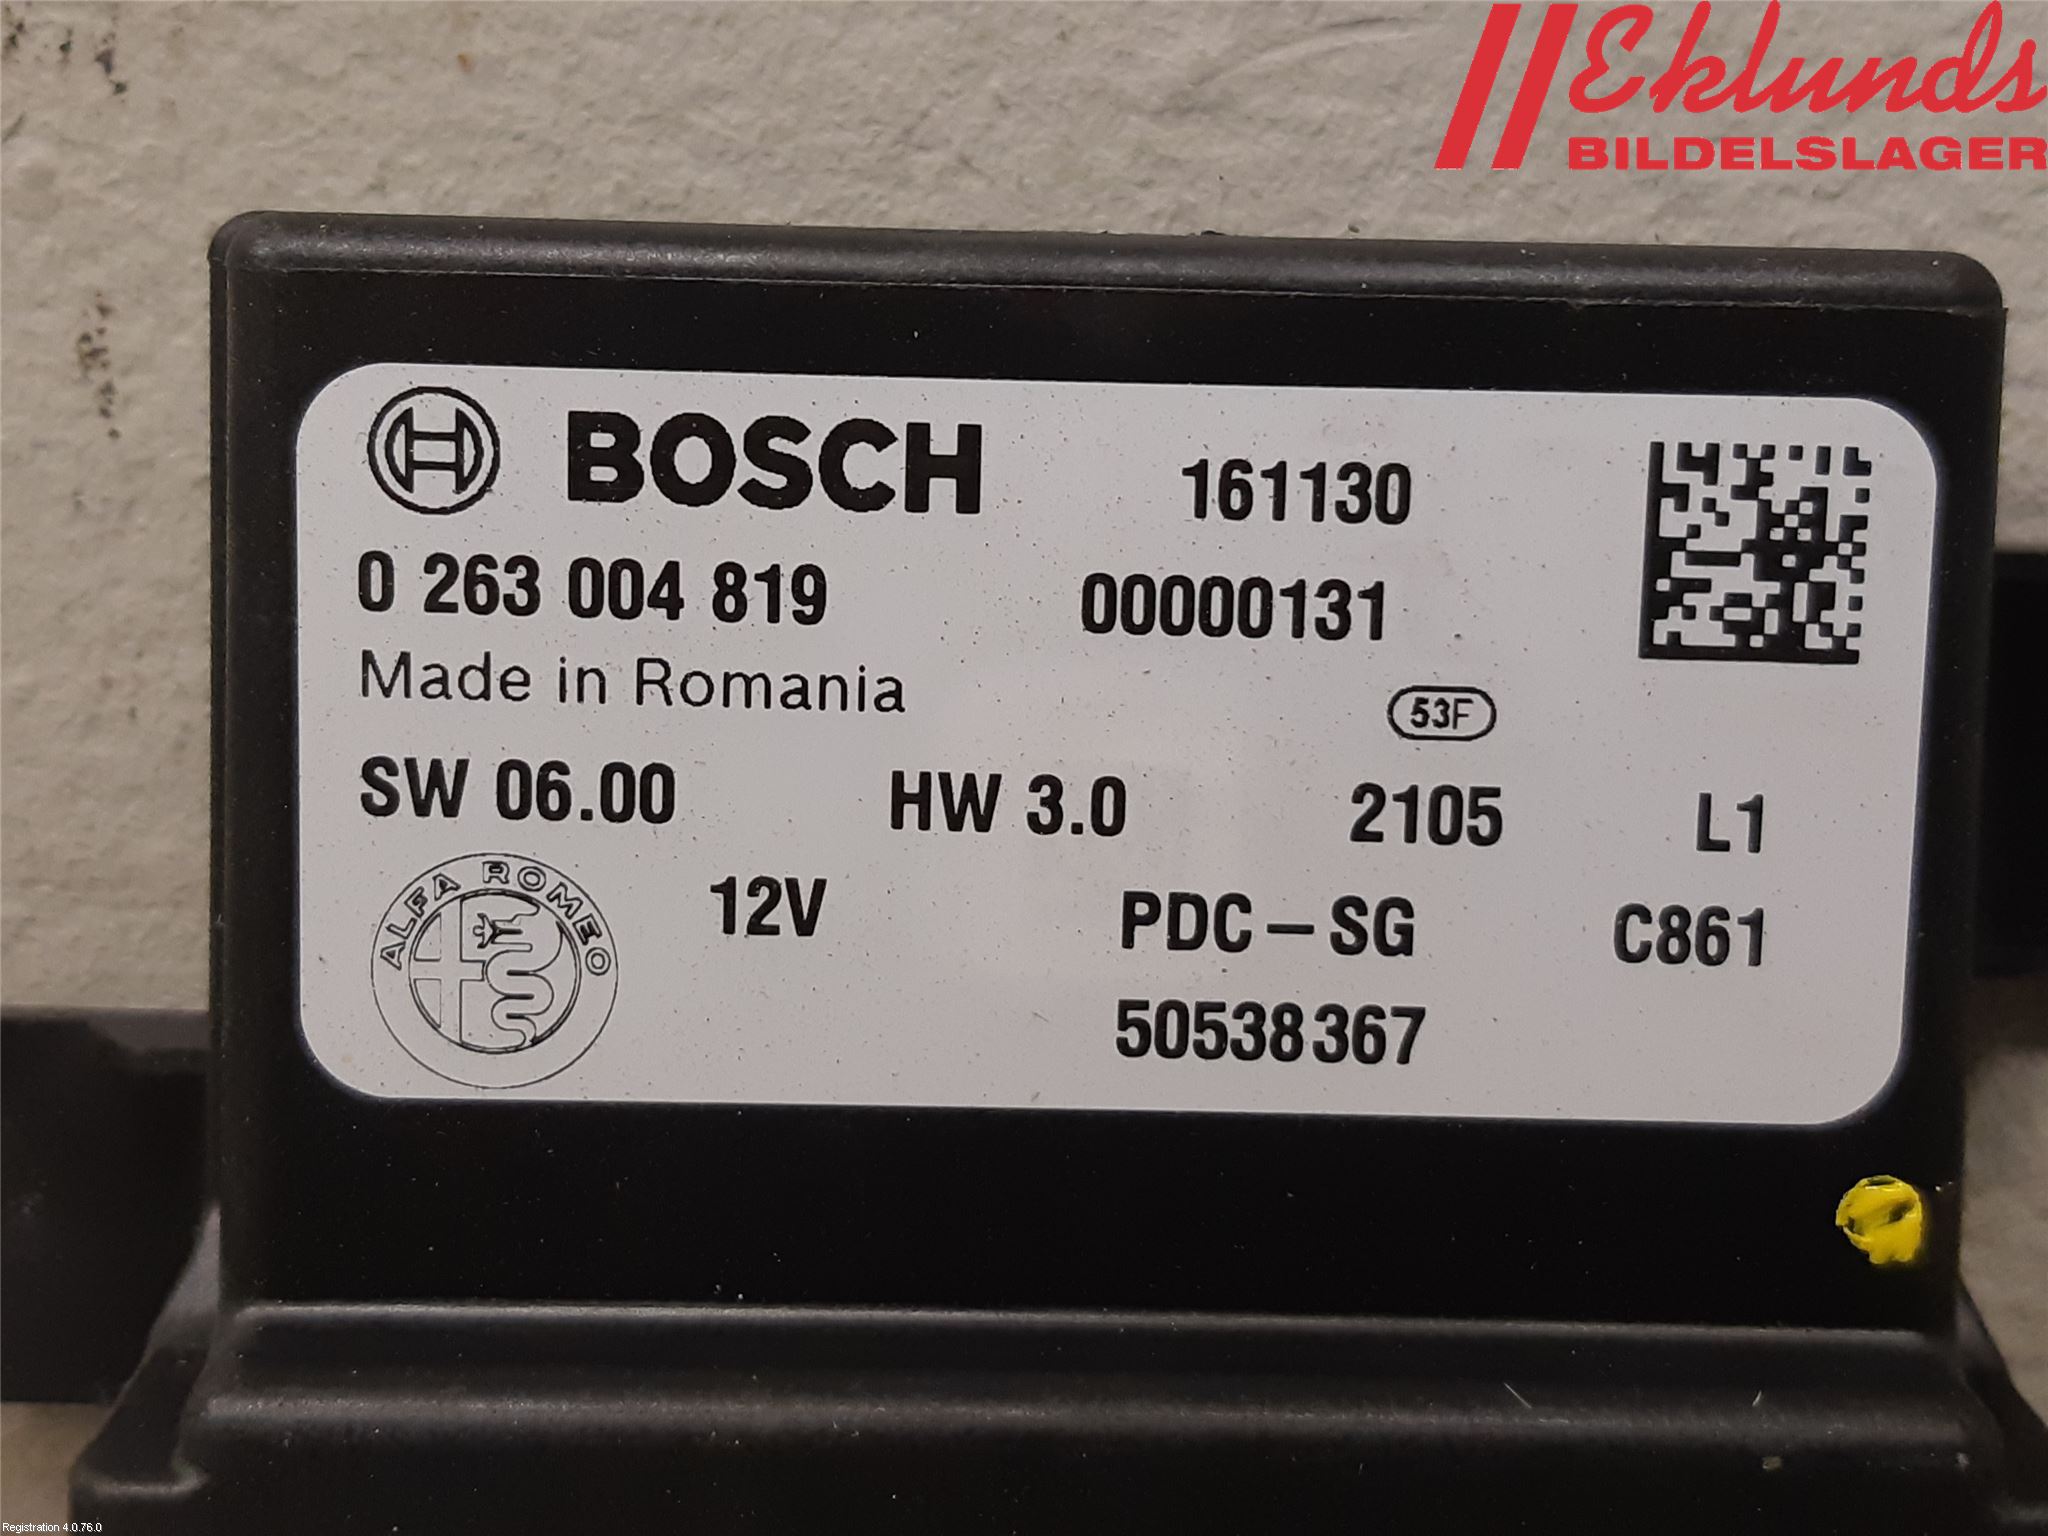 Eklunds
BILDELSLAGER
BOSCH 161130
0 263 004 819 00000131
Made in Romania
53F
SW 06.00 HW 3.0 2105 L1
ALFA ROMEO
12V PDC-SG C861
50538367
Registration 4.0.76.0